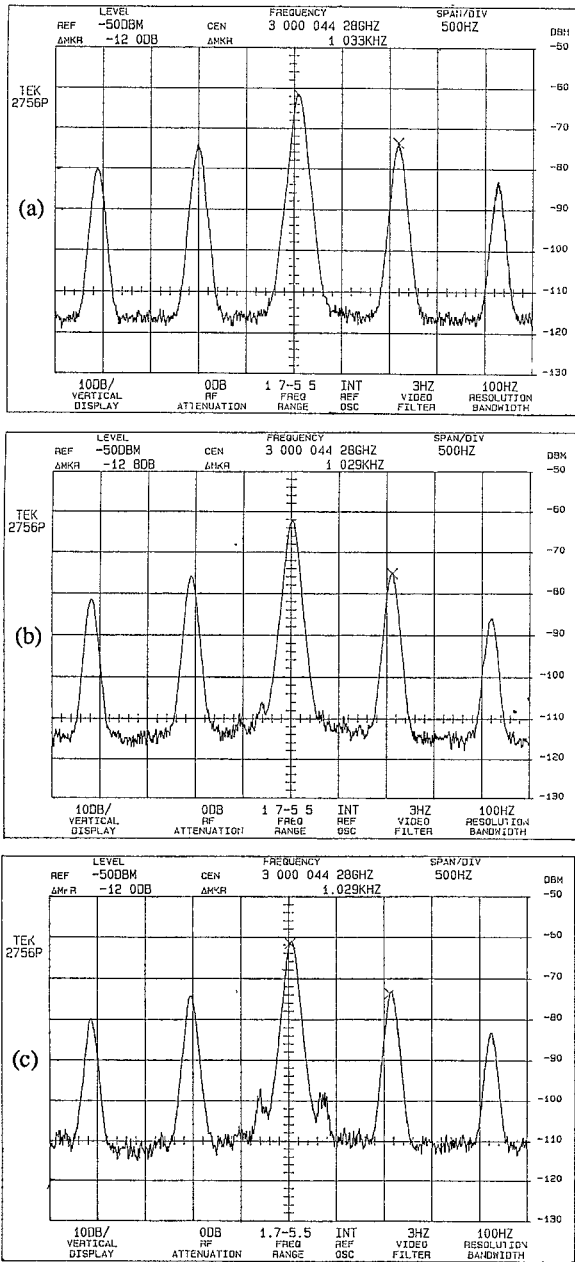 LEVEL FREQUENCY SPAN/DIV
REF -50DBM CEN 3 000 044 28GHZ 500HZ DBM
ΔMKR -12 0DB ΔMKR 1 033KHZ -50
TEK
2756P
-60
-70
-80
(a)
-90
-100
-110
-120
-130
10DB/ 0DB 1 7-5 5 INT 3HZ 100HZ
VERTICAL RF FREQ REF VIDEO RESOLUTION
DISPLAY ATTENUATION RANGE OSC FILTER BANDWIDTH
LEVEL FREQUENCY SPAN/DIV
REF -50DBM CEN 3 000 044 28GHZ 500HZ DBM
ΔMKR -12 8DB ΔMKR 1 029KHZ -50
TEK
2756P
-60
-70
-80
(b)
-90
-100
-110
-120
-130
10DB/ 0DB 1 7-5 5 INT 3HZ 100HZ
VERTICAL RF FREQ REF VIDEO RESOLUTION
DISPLAY ATTENUATION RANGE OSC FILTER BANDWIDTH
LEVEL FREQUENCY SPAN/DIV
REF -50DBM CEN 3 000 044 28GHZ 500HZ DBM
ΔMKR -12 0DB ΔMKR 1.029KHZ -50
TEK
2756P
-60
-70
-80
(c)
-90
-100
-110
-120
-130
10DB/ 0DB 1.7-5.5 INT 3HZ 100HZ
VERTICAL RF FREQ REF VIDEO RESOLUTION
DISPLAY ATTENUATION RANGE OSC FILTER BANDWIDTH